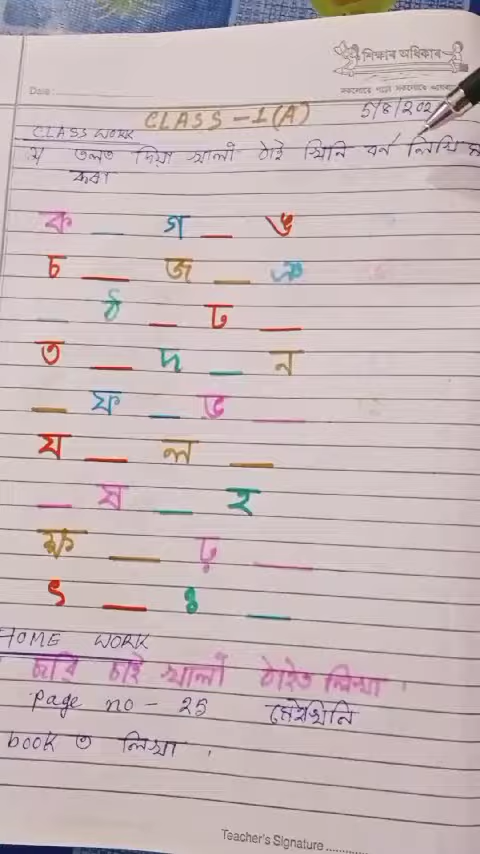 শিক্ষাৰ অধিকাৰ
Date:
CLASS - 1 (A) 5/8/202
CLASS WORK
তলত দিয়া খালী ঠাই খিনি বৰ্ন লিখি
কৰা
ক _ গ _ ঙ
চ _ জ _ ঞ
_ ঠ _ ঢ _
ত _ দ _ ন
_ ফ _ ভ _
য _ ল _
_ ষ _ হ
ক্ষ _ ঢ় _
ৎ _ ঃ _
HOME WORK
ছবি চাই খালী ঠাইত লিখা.
Page no - 25 সেইখিনি
book ত লিখা.
Teacher's Signature